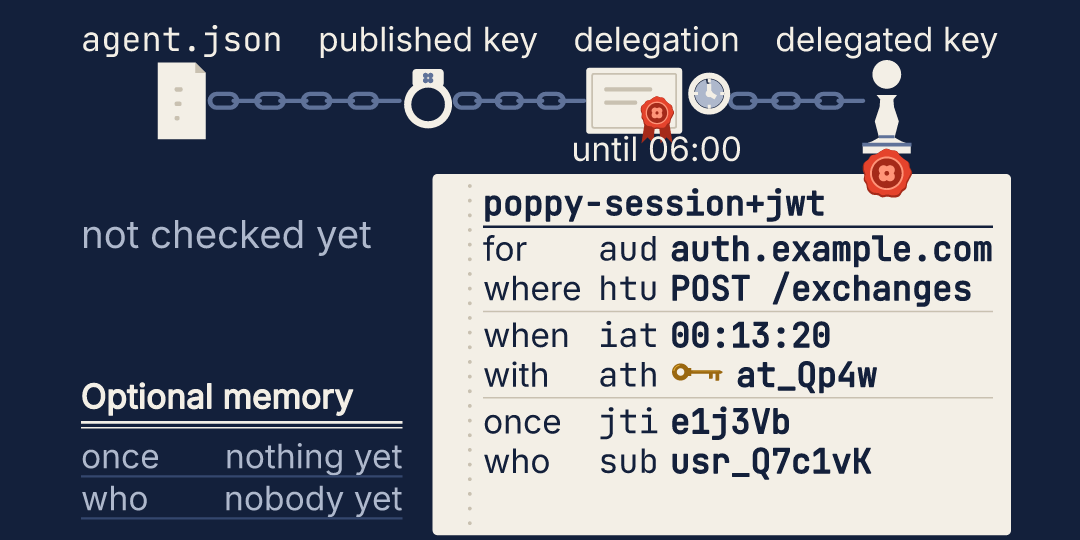 agent.json published key delegation delegated key
until 06:00
not checked yet
poppy-session+jwt
for aud auth.example.com
where htu POST /exchanges
when iat 00:13:20
with ath at_Qp4w
once jti e1j3Vb
who sub usr_Q7c1vK
Optional memory
once nothing yet
who nobody yet